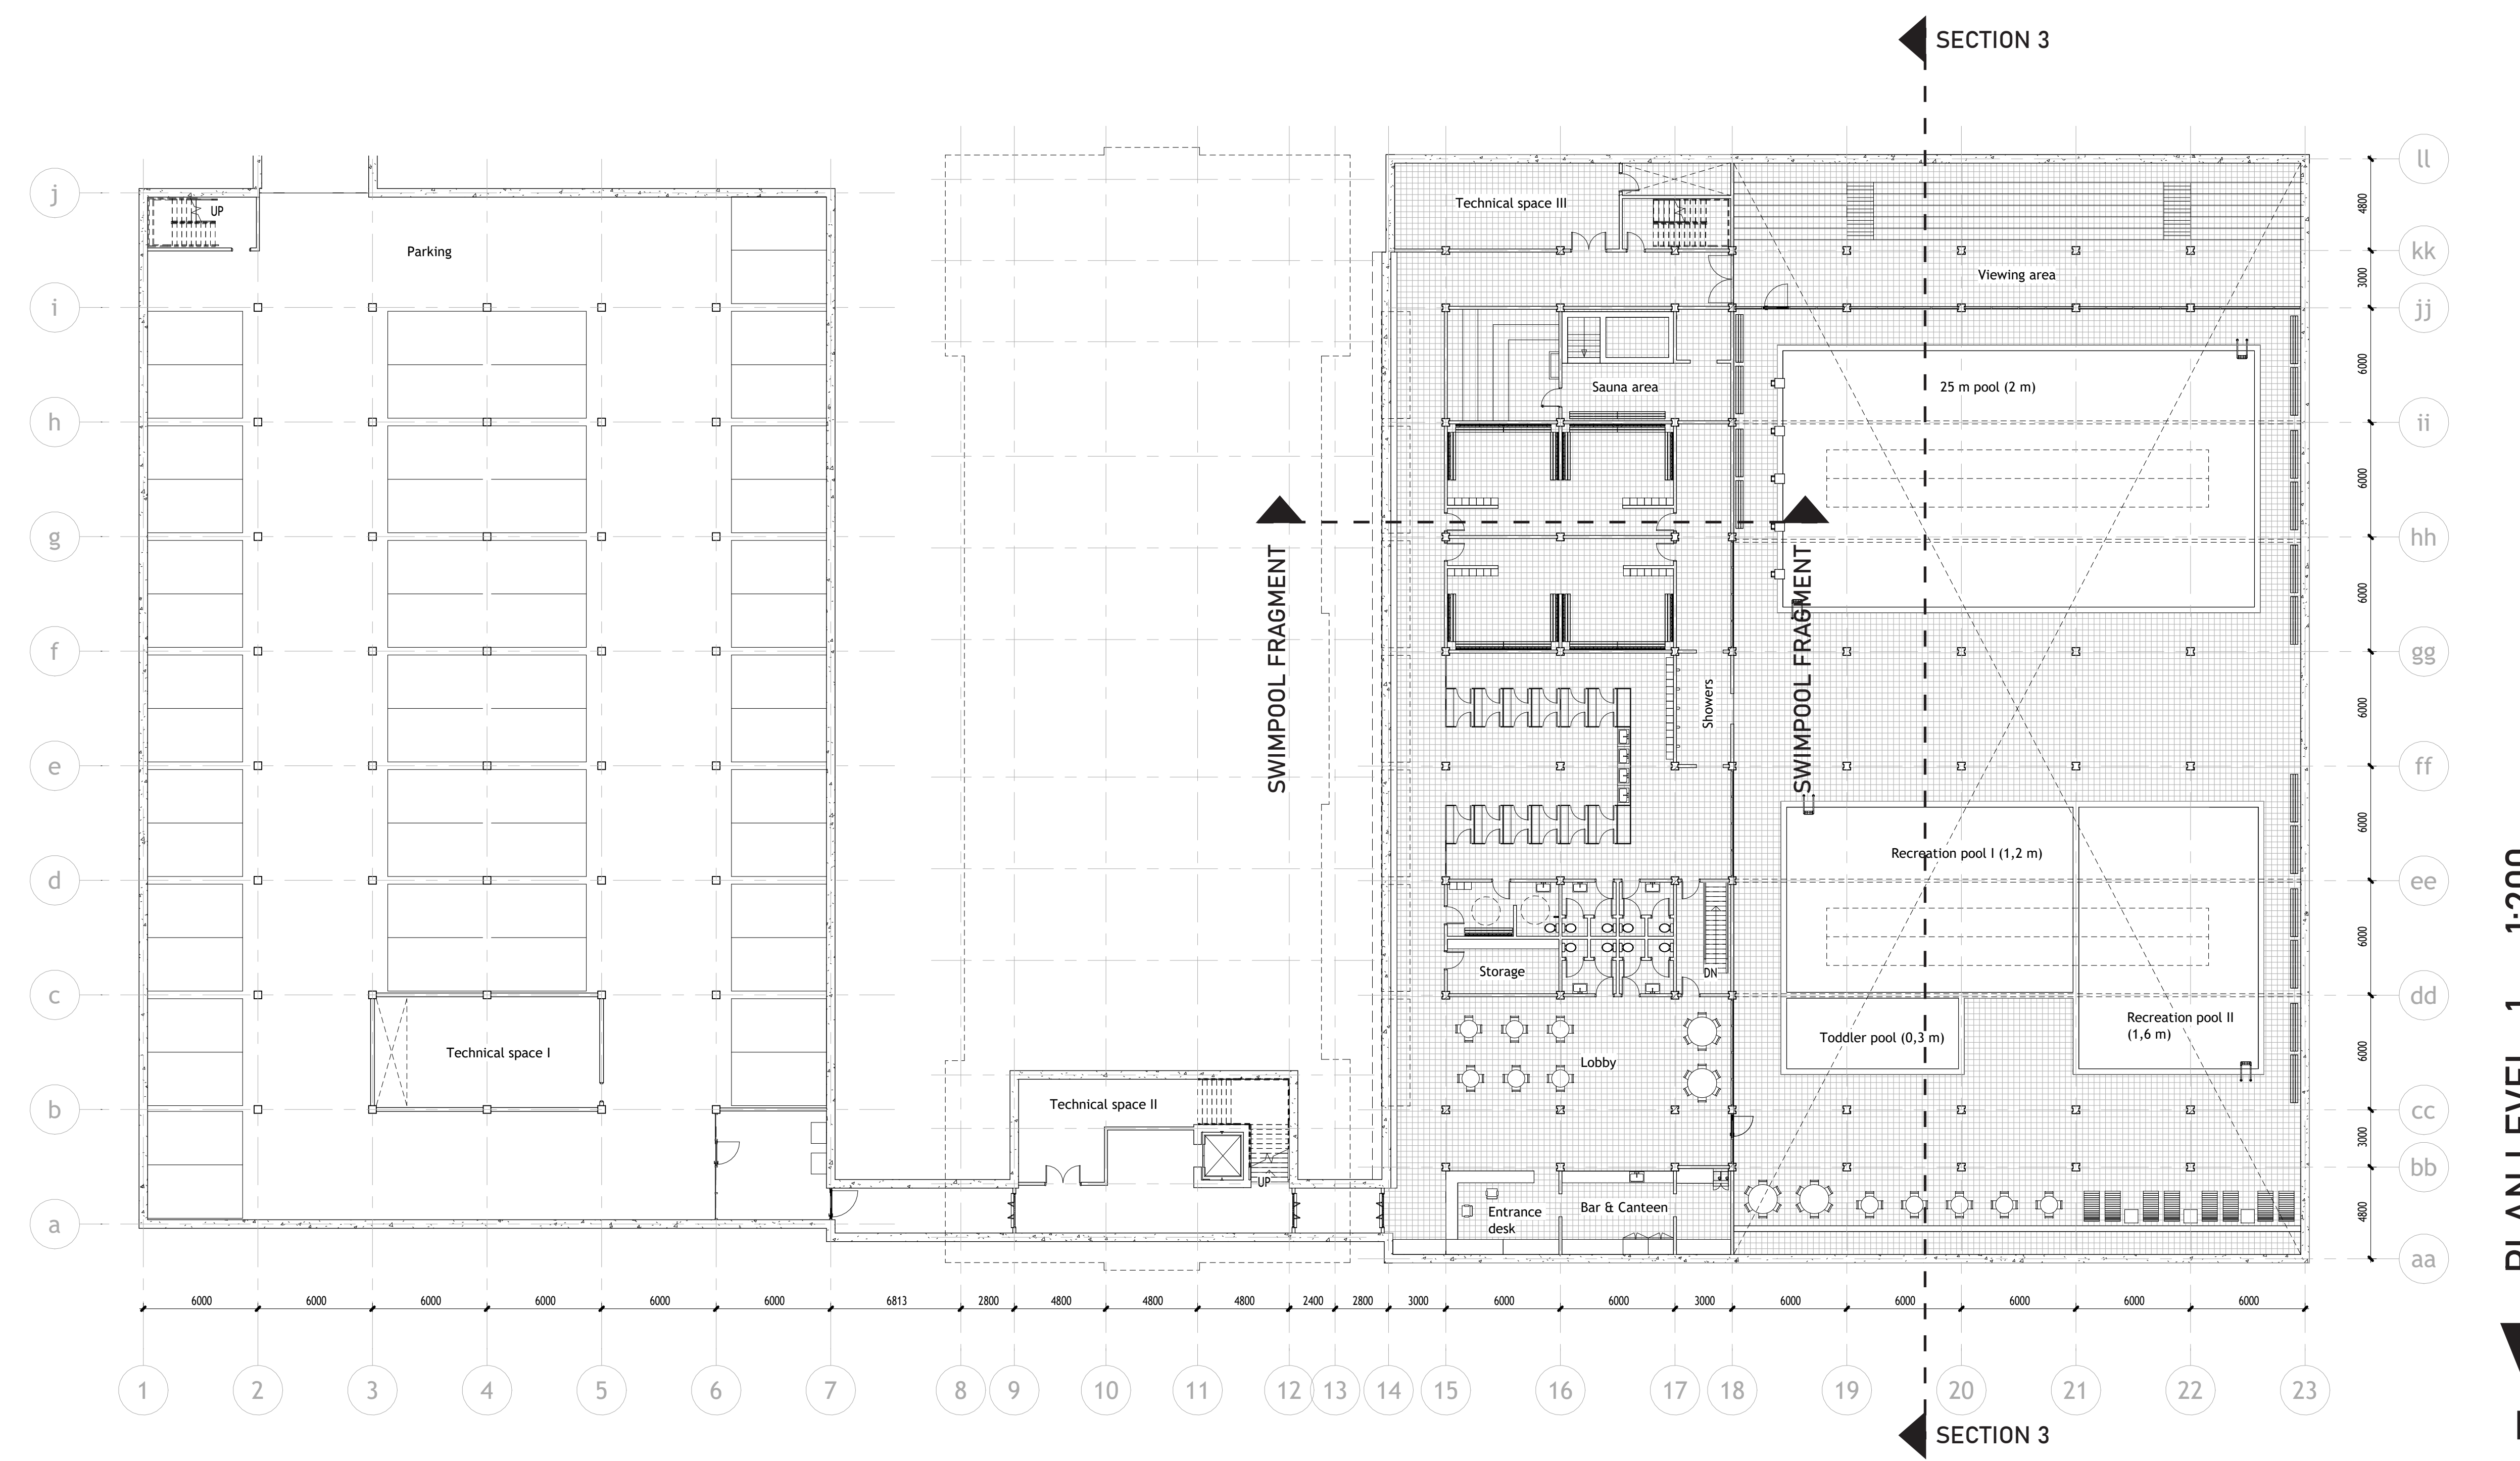 SECTION 3
j
ll
UP
Technical space III
4800
Parking
kk
Viewing area
3000
i
jj
Sauna area
25 m pool (2 m)
6000
h
ii
6000
g
hh
SWIMPOOL FRAGMENT
SWIMPOOL FRAGMENT
6000
f
gg
Showers
6000
e
ff
6000
Recreation pool I (1,2 m)
d
ee
6000
Storage
DN
c
dd
Technical space I
Lobby
Toddler pool (0,3 m)
Recreation pool II
(1,6 m)
6000
Technical space II
b
cc
3000
bb
UP
Entrance
desk
Bar & Canteen
4800
a
aa
6000 6000 6000 6000 6000 6000 6813 2800 4800 4800 4800 2400 2800 3000 6000 6000 3000 6000 6000 6000 6000 6000
1 2 3 4 5 6 7 8 9 10 11 12 13 14 15 16 17 18 19 20 21 22 23
SECTION 3
PLAN LEVEL -1 1:200